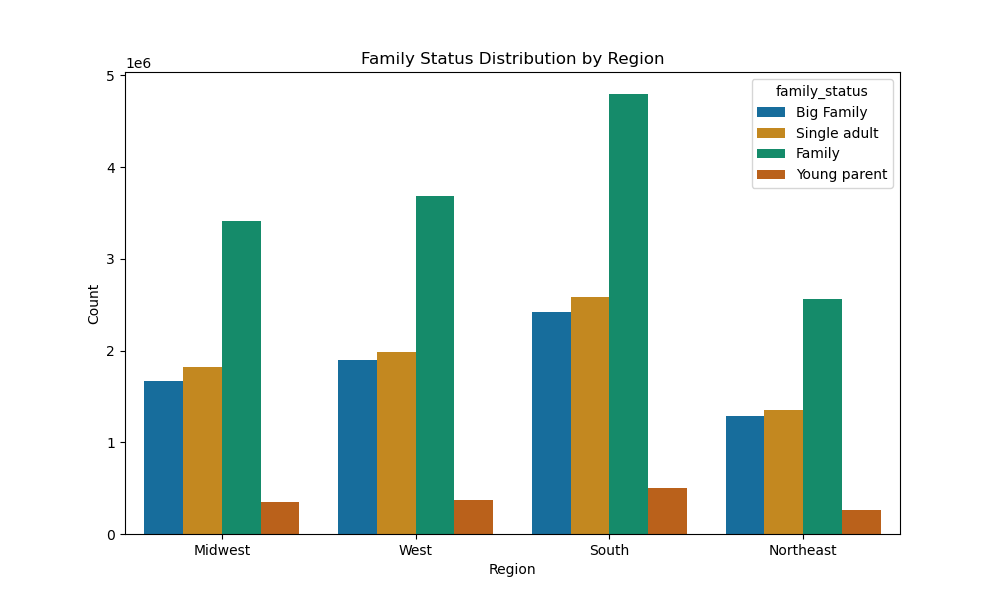 Family Status Distribution by Region
1e6
5
4
3
2
1
0
Count
family_status
Big Family
Single adult
Family
Young parent
Midwest
West
South
Northeast
Region